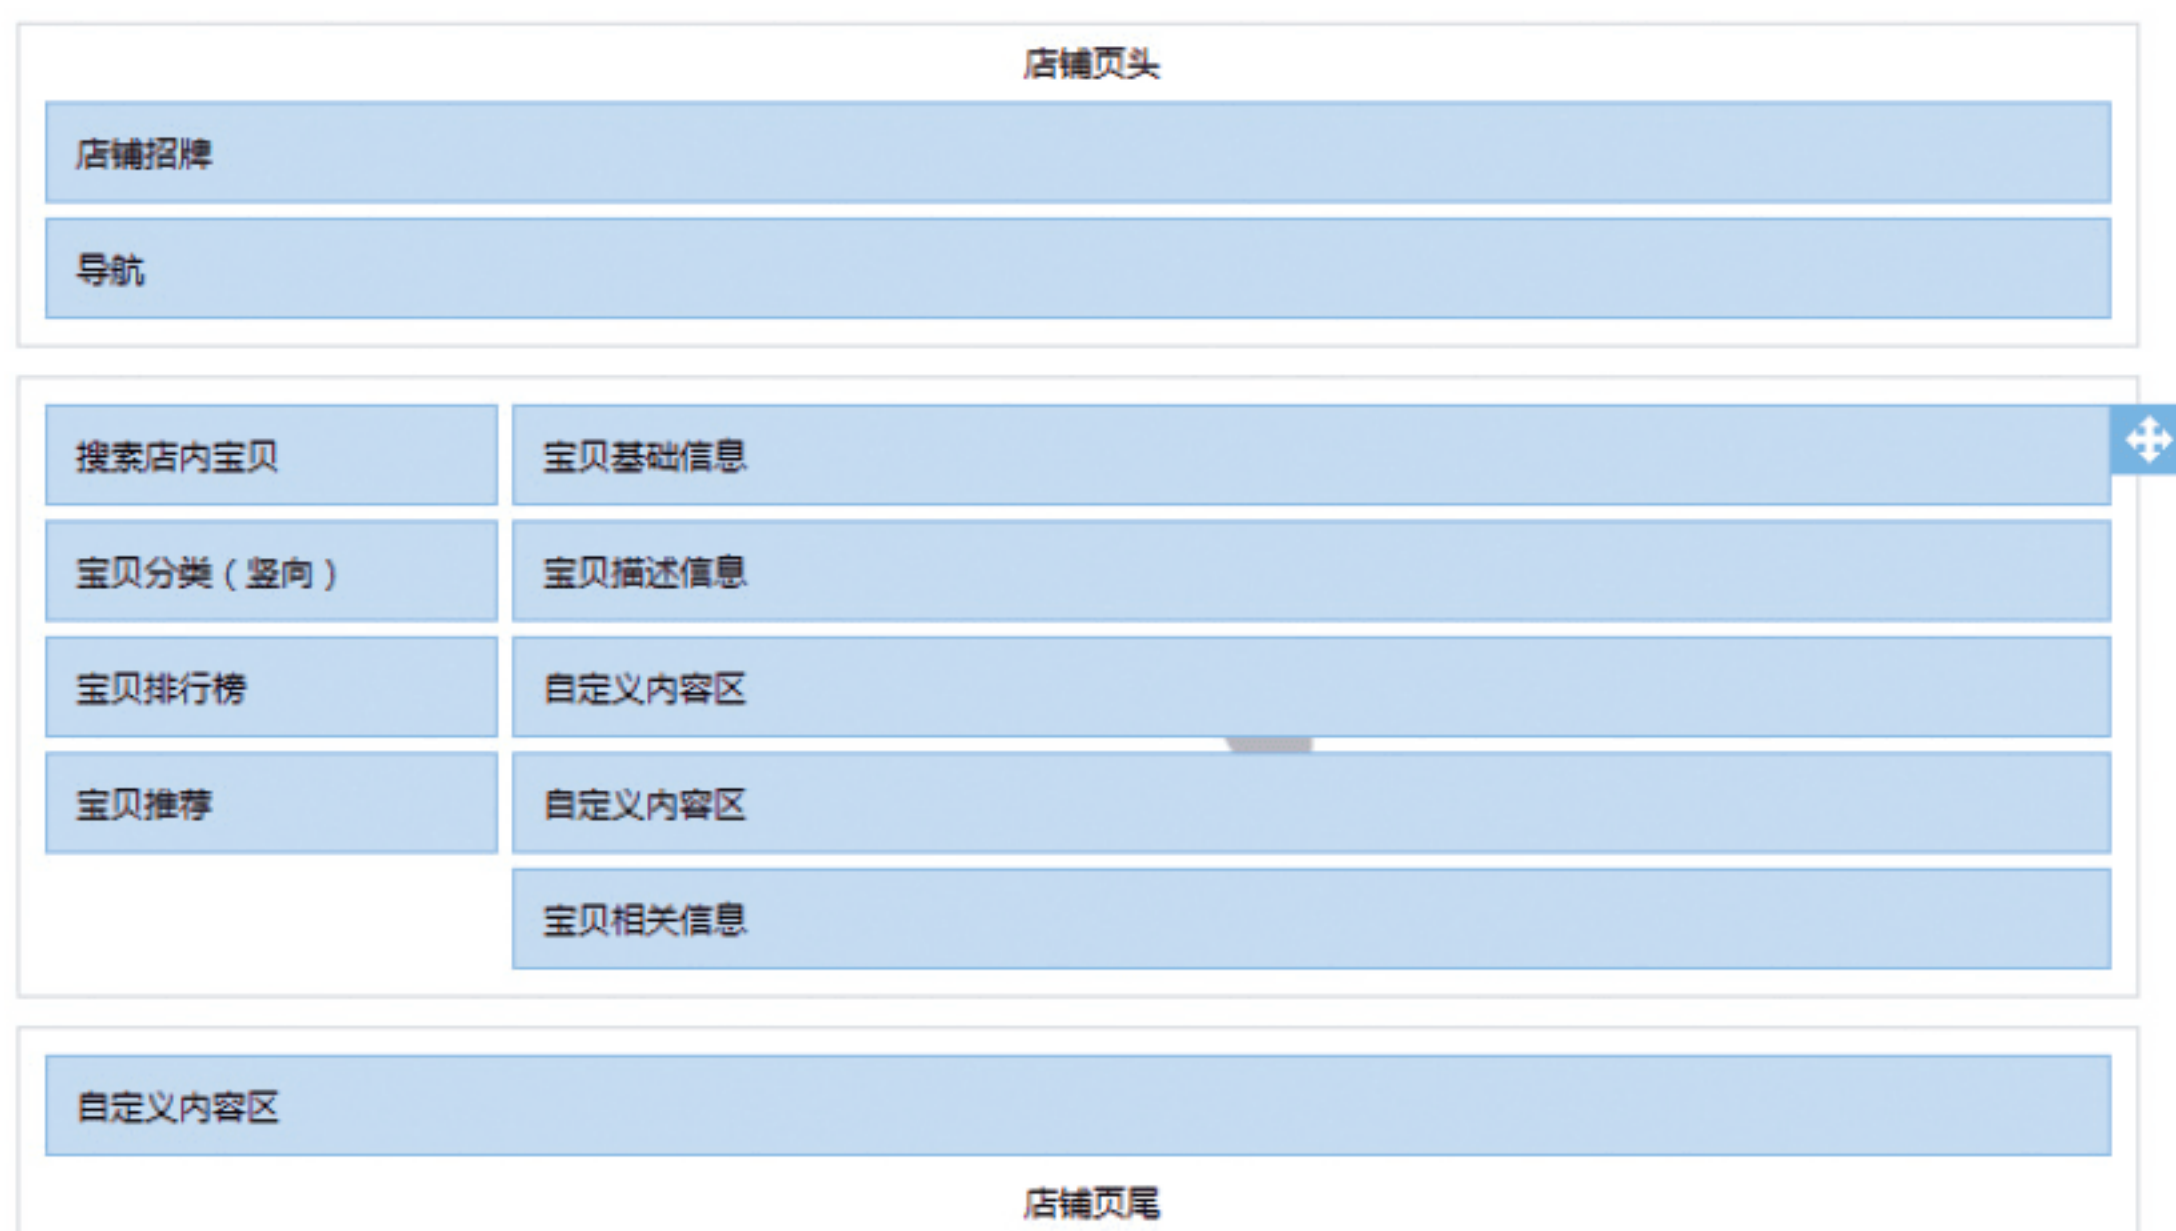 店铺页头
店铺招牌
导航
搜索店内宝贝
宝贝分类（竖向）
宝贝排行榜
宝贝推荐
宝贝基础信息
宝贝描述信息
自定义内容区
自定义内容区
宝贝相关信息
自定义内容区
店铺页尾